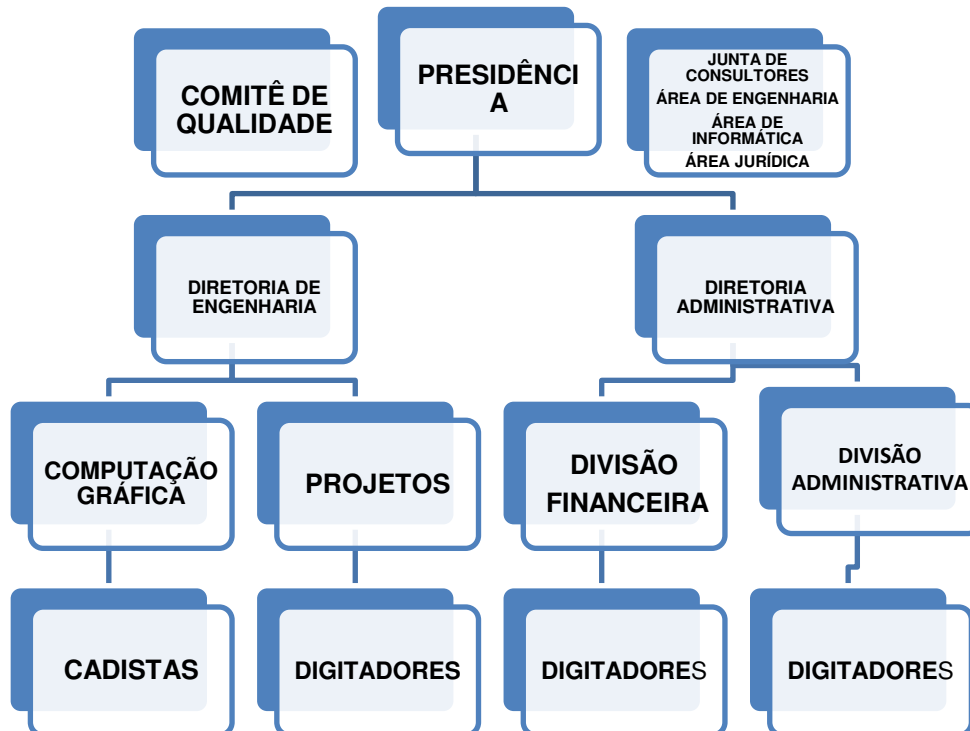 COMITÊ DE
QUALIDADE
PRESIDÊNCI
A
JUNTA DE
CONSULTORES
ÁREA DE ENGENHARIA
ÁREA DE
INFORMÁTICA
ÁREA JURÍDICA
DIRETORIA DE
ENGENHARIA
DIRETORIA
ADMINISTRATIVA
COMPUTAÇÃO
GRÁFICA
PROJETOS
DIVISÃO
FINANCEIRA
DIVISÃO
ADMINISTRATIVA
CADISTAS
DIGITADORES
DIGITADORES
DIGITADORES